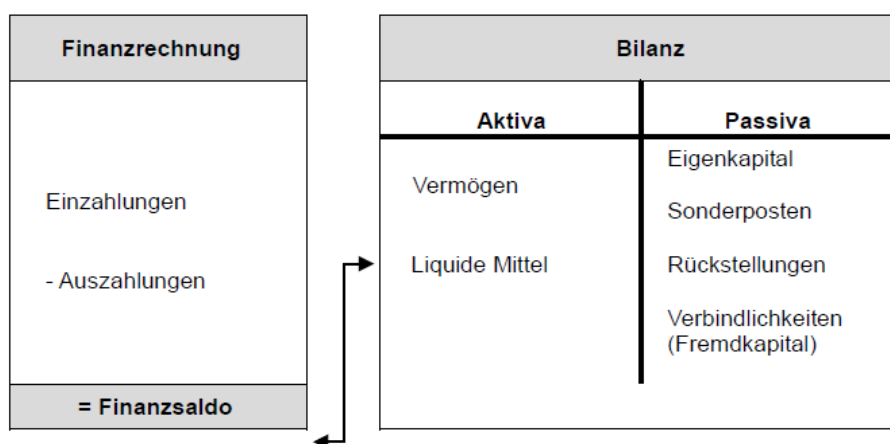 Finanzrechnung
Einzahlungen
- Auszahlungen
= Finanzsaldo
Bilanz
Aktiva
Passiva
Vermögen
Liquide Mittel
Eigenkapital
Sonderposten
Rückstellungen
Verbindlichkeiten
(Fremdkapital)